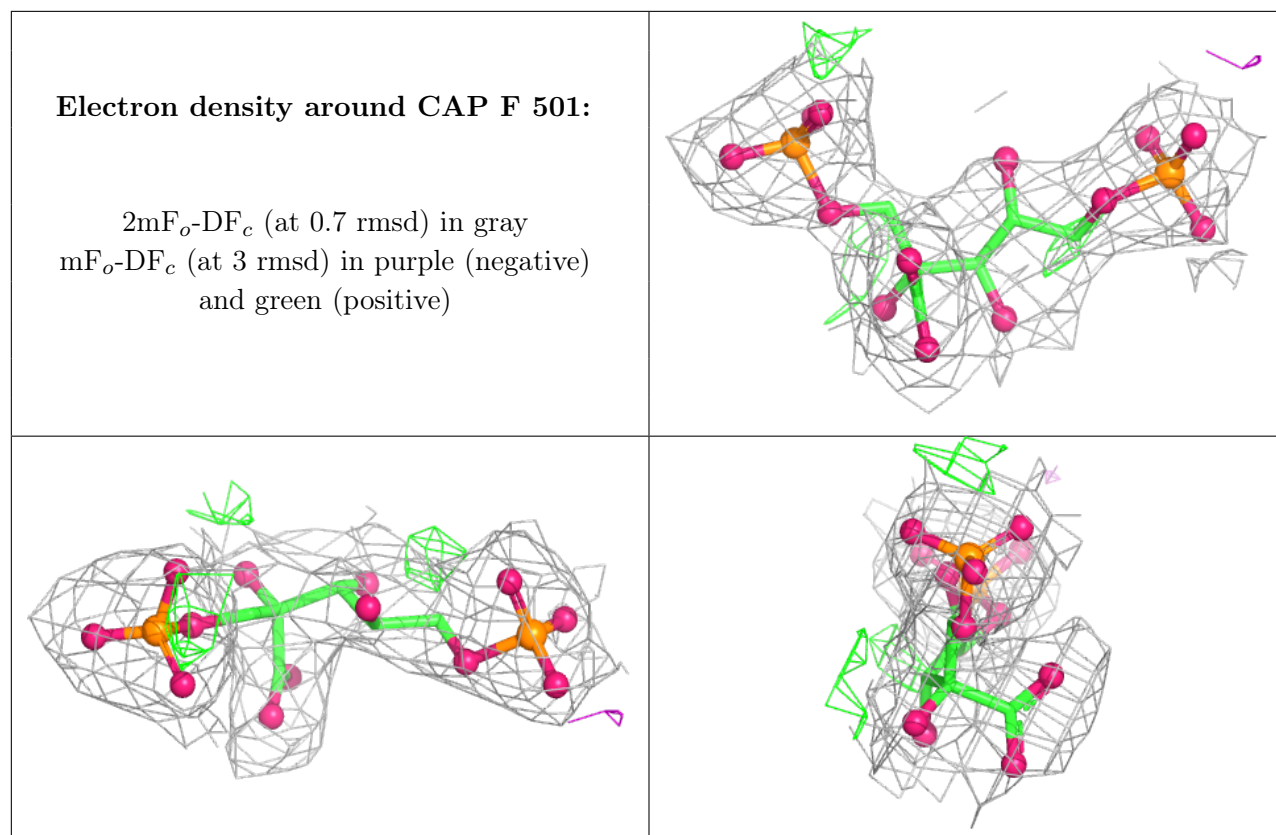 Electron density around CAP F 501:
2mFo-DFc (at 0.7 rmsd) in gray
mFo-DFc (at 3 rmsd) in purple (negative)
and green (positive)